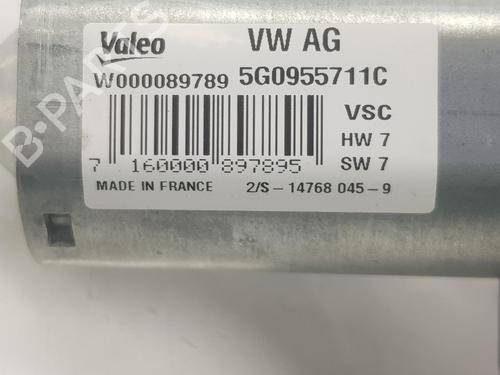 Valeo VW AG
W000089789 5G0955711C
VSC
HW 7
7 160000 897895 SW 7
MADE IN FRANCE 2/S-14768 045-9
B-PARTS